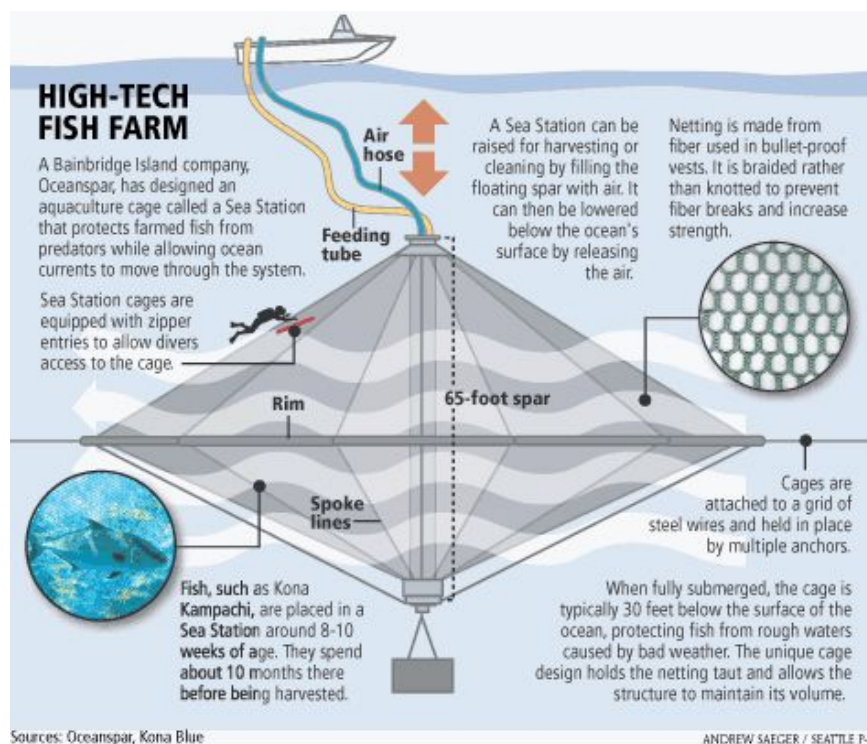 HIGH-TECH
FISH FARM
A Bainbridge Island company,
Oceanspar, has designed an
aquaculture cage called a Sea Station
that protects farmed fish from
predators while allowing ocean
currents to move through the system.
Sea Station cages are
equipped with zipper
entries to allow divers
access to the cage.
Air
hose
Feeding
tube
A Sea Station can be
raised for harvesting or
cleaning by filling the
floating spar with air. It
can then be lowered
below the ocean's
surface by releasing
the air.
Netting is made from
fiber used in bullet-proof
vests. It is braided rather
than knotted to prevent
fiber breaks and increase
strength.
Rim
65-foot spar
Spoke
lines
Cages are
attached to a grid of
steel wires and held in place
by multiple anchors.
Fish, such as Kona
Kampachi, are placed in a
Sea Station around 8-10
weeks of age. They spend
about 10 months there
before being harvested.
When fully submerged, the cage is
typically 30 feet below the surface of the
ocean, protecting fish from rough waters
caused by bad weather. The unique cage
design holds the netting taut and allows the
structure to maintain its volume.
Sources: Oceanspar, Kona Blue
ANDREW SAEGER / SEATTLE